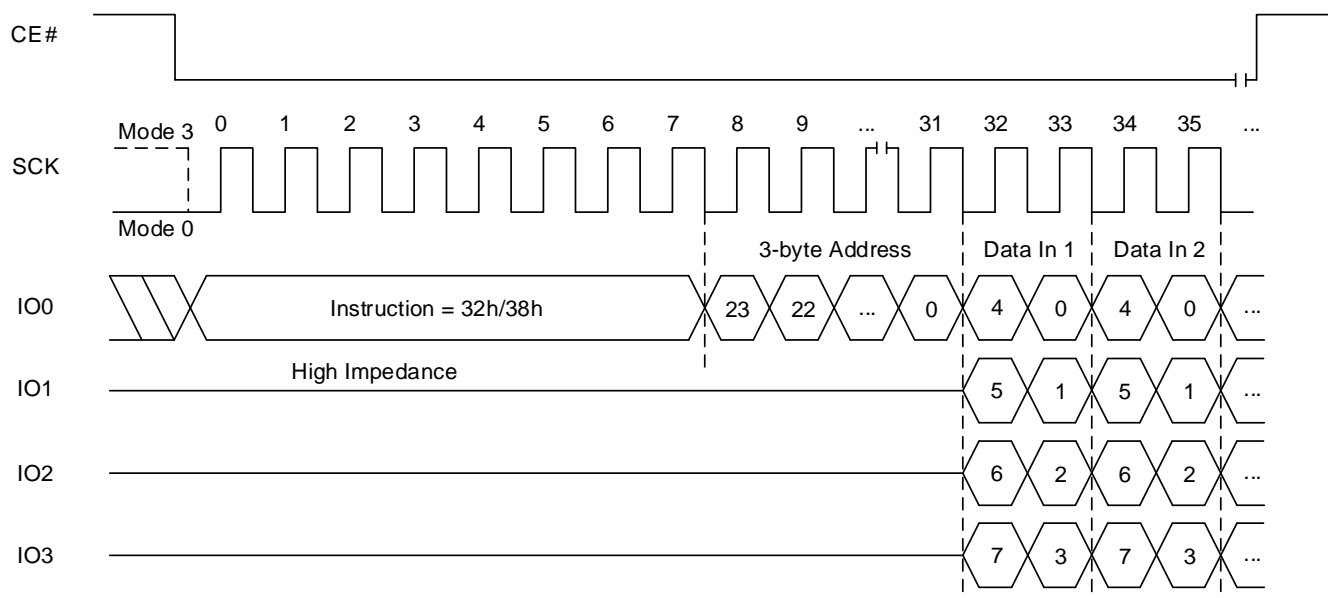 CE#
Mode 3 0 1 2 3 4 5 6 7 8 9 ... 31 32 33 34 35 ...
SCK
Mode 0
3-byte Address Data In 1 Data In 2
IO0 Instruction = 32h/38h 23 22 ... 0 4 0 4 0 ...
High Impedance
IO1 5 1 5 1 ...
IO2 6 2 6 2 ...
IO3 7 3 7 3 ...